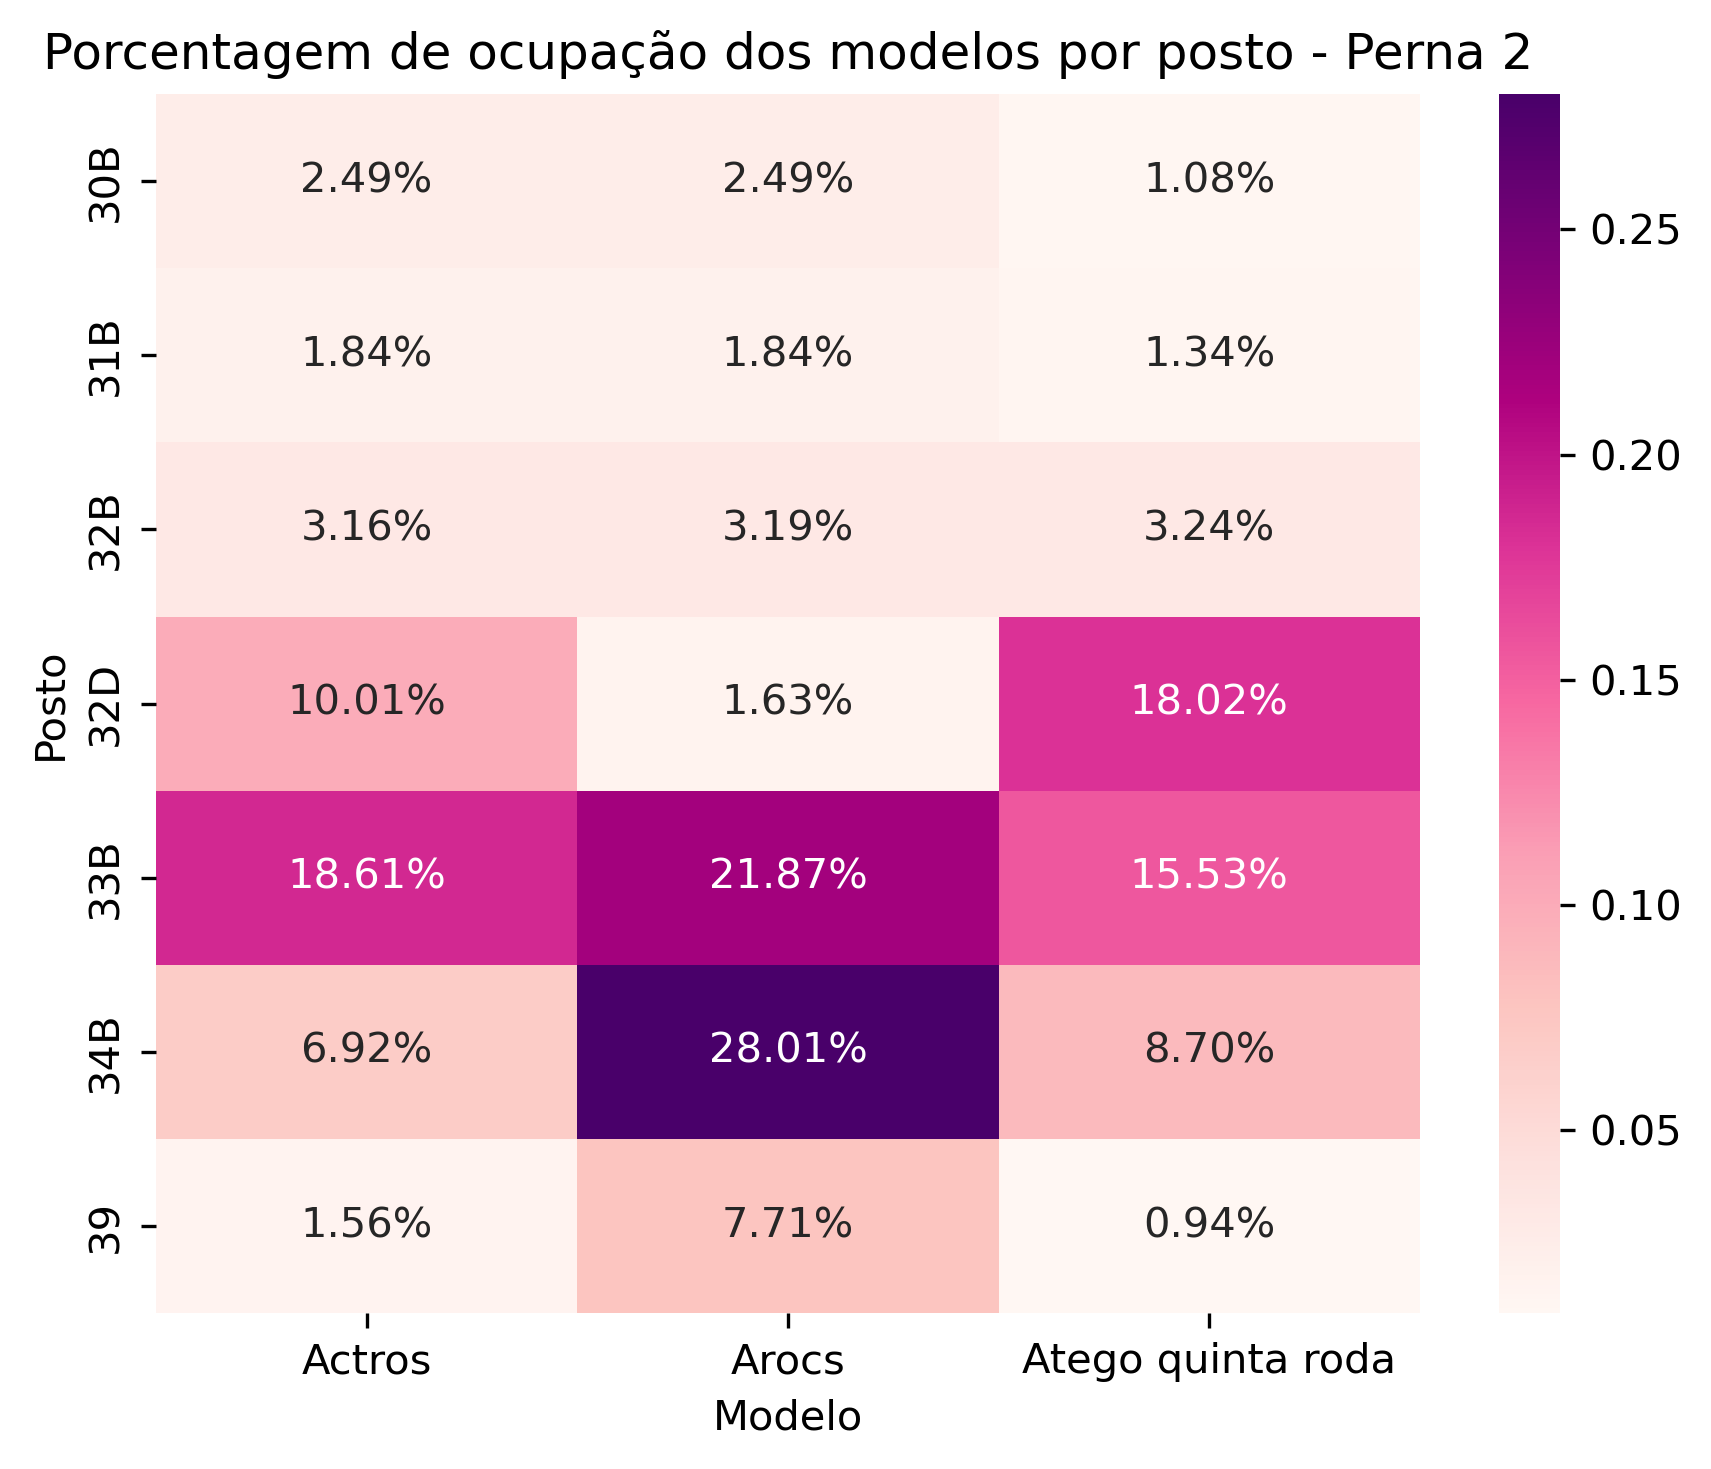 Porcentagem de ocupação dos modelos por posto - Perna 2
Posto
30B 2.49% 2.49% 1.08%
31B 1.84% 1.84% 1.34%
32B 3.16% 3.19% 3.24%
32D 10.01% 1.63% 18.02%
33B 18.61% 21.87% 15.53%
34B 6.92% 28.01% 8.70%
39 1.56% 7.71% 0.94%
Actros Arocs Atego quinta roda
Modelo
0.25
0.20
0.15
0.10
0.05